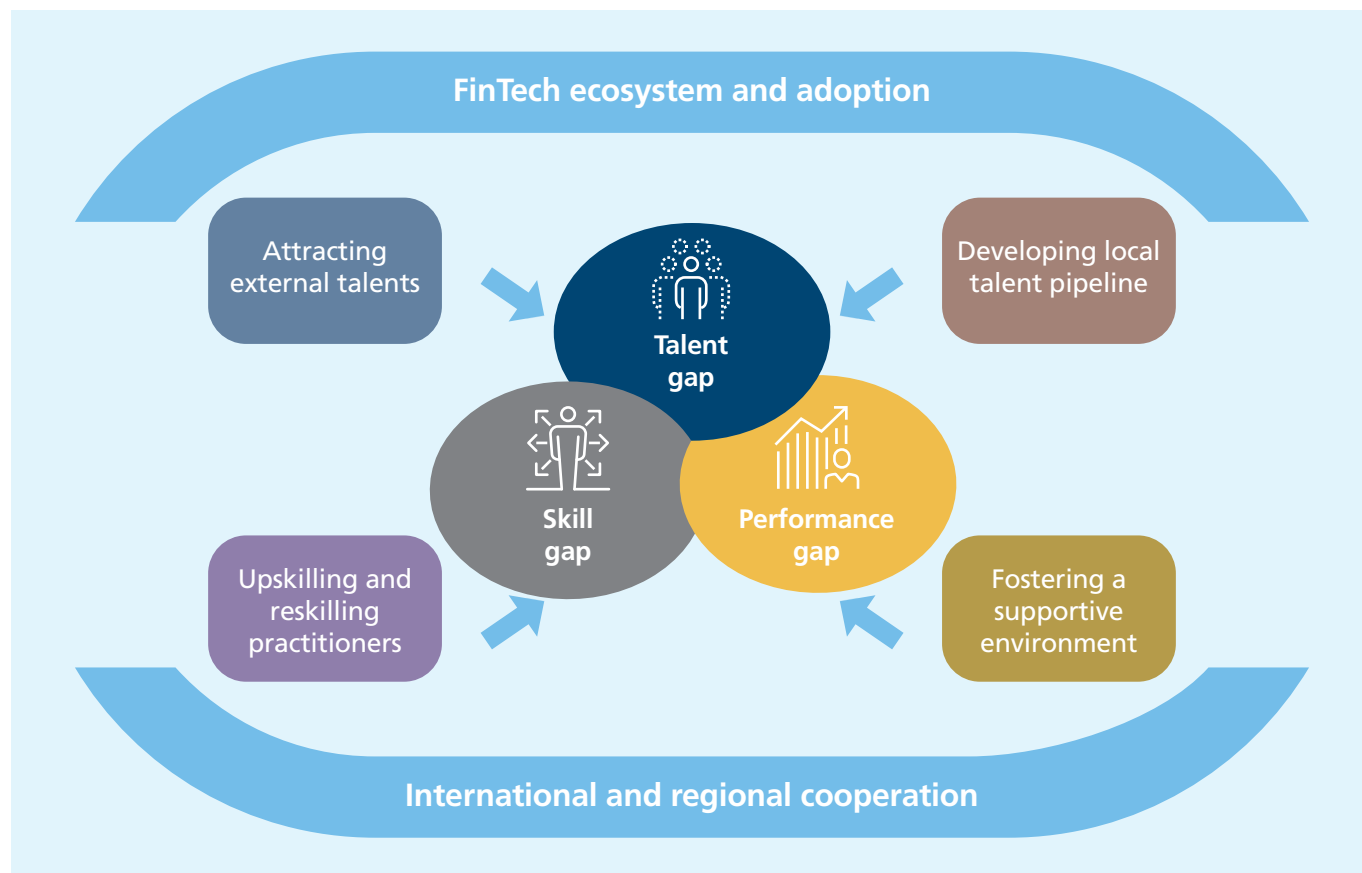 FinTech ecosystem and adoption
Attracting
external talents
Developing local
talent pipeline
Talent
gap
Skill
gap
Performance
gap
Upskilling and
reskilling
practitioners
Fostering a
supportive
environment
International and regional cooperation